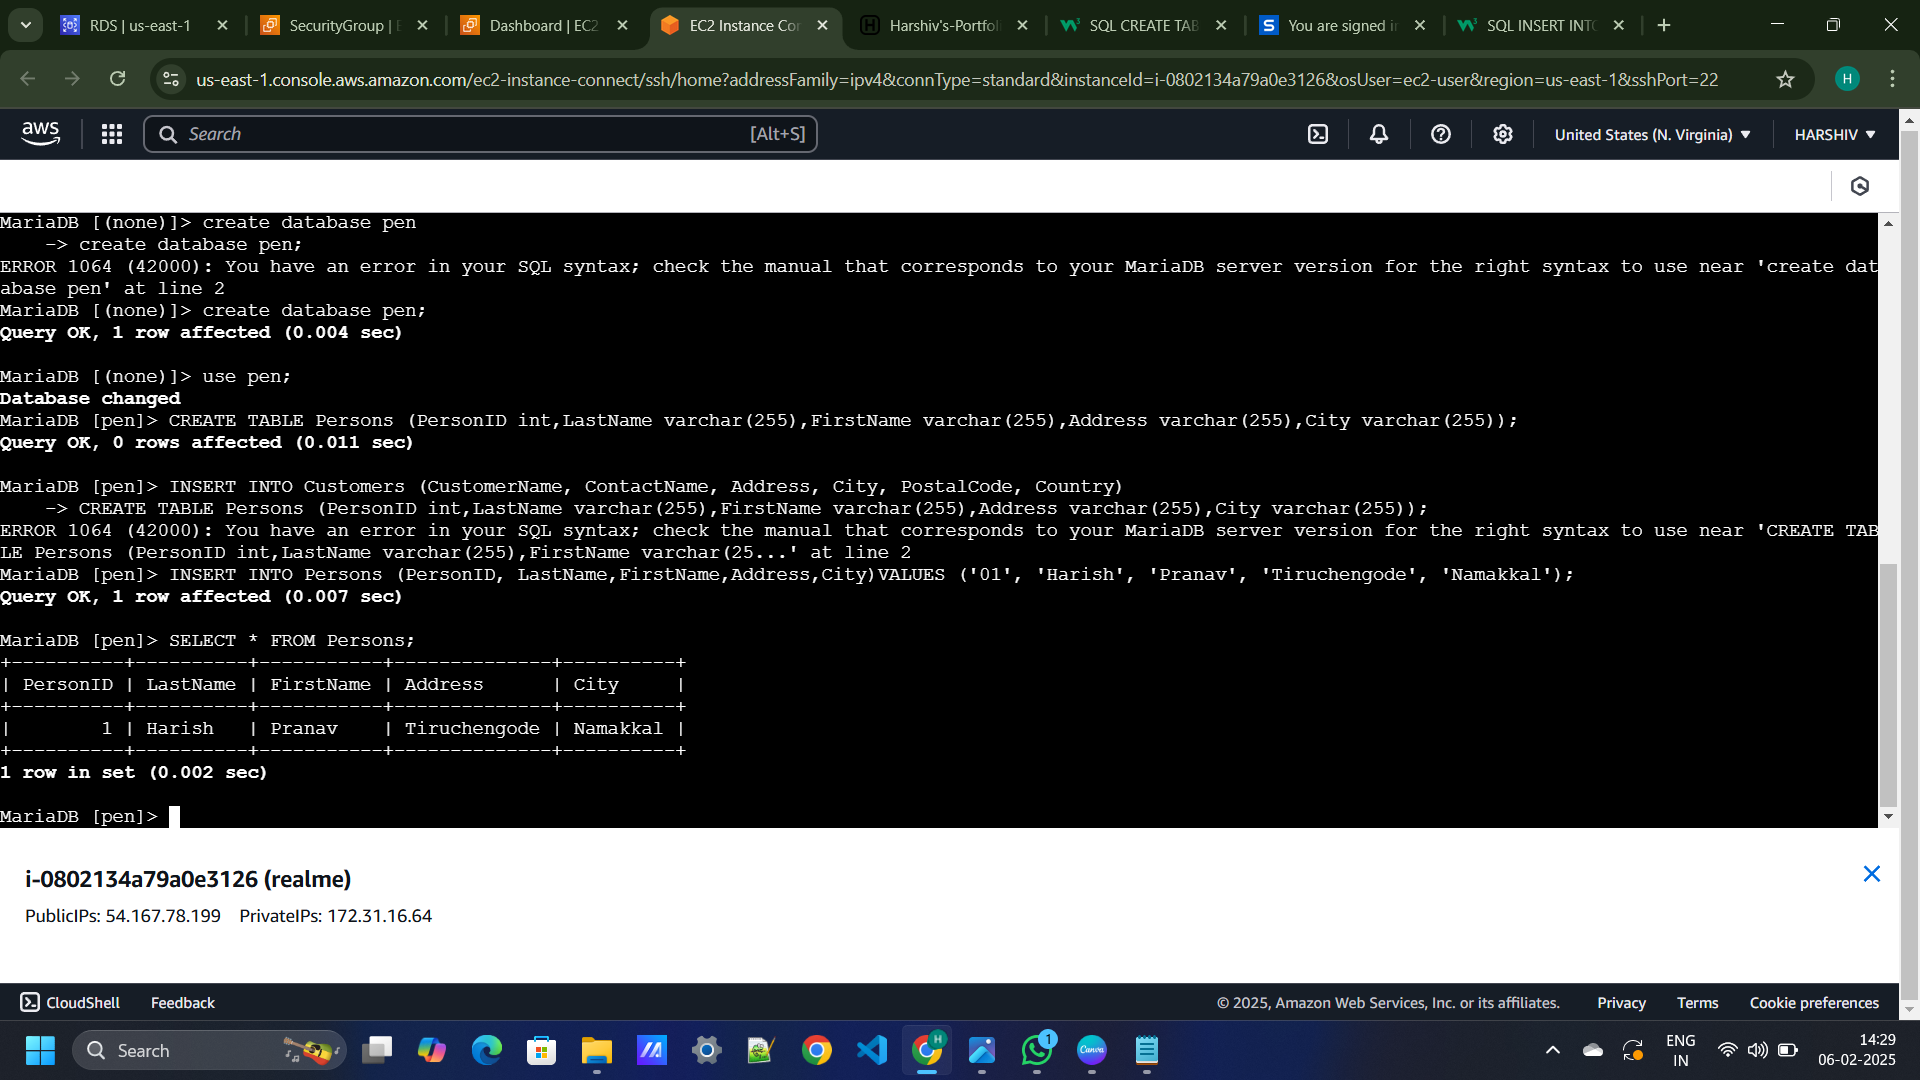 RDS | us-east-1
SecurityGroup | E
Dashboard | EC2
EC2 Instance Co
Harshiv's-Portfoli
SQL CREATE TAB
S
You are signed i
SQL INSERT INT
us-east-1.console.aws.amazon.com/ec2-instance-connect/ssh/home?addressFamily=ipv4&connType=standard&instanceId=i-0802134a79a0e3126&osUser=ec2-user&region=us-east-1&sshPort=22
H
aws
Search
[Alt+S]
United States (N. Virginia)
HARSHIV
MariaDB [(none)]> create database pen
    -> create database pen;
ERROR 1064 (42000): You have an error in your SQL syntax; check the manual that corresponds to your MariaDB server version for the right syntax to use near 'create dat
abase pen' at line 2
MariaDB [(none)]> create database pen;
Query OK, 1 row affected (0.004 sec)
MariaDB [(none)]> use pen;
Database changed
MariaDB [pen]> CREATE TABLE Persons (PersonID int,LastName varchar(255),FirstName varchar(255),Address varchar(255),City varchar(255));
Query OK, 0 rows affected (0.011 sec)
MariaDB [pen]> INSERT INTO Customers (CustomerName, ContactName, Address, City, PostalCode, Country)
    -> CREATE TABLE Persons (PersonID int,LastName varchar(255),FirstName varchar(255),Address varchar(255),City varchar(255));
ERROR 1064 (42000): You have an error in your SQL syntax; check the manual that corresponds to your MariaDB server version for the right syntax to use near 'CREATE TAB
LE Persons (PersonID int,LastName varchar(255),FirstName varchar(25...' at line 2
MariaDB [pen]> INSERT INTO Persons (PersonID, LastName,FirstName,Address,City)VALUES ('01', 'Harish', 'Pranav', 'Tiruchengode', 'Namakkal');
Query OK, 1 row affected (0.007 sec)
MariaDB [pen]> SELECT * FROM Persons;
+----------+----------+-----------+--------------+----------+
| PersonID | LastName | FirstName | Address      | City     |
+----------+----------+-----------+--------------+----------+
|        1 | Harish   | Pranav    | Tiruchengode | Namakkal |
+----------+----------+-----------+--------------+----------+
1 row in set (0.002 sec)
MariaDB [pen]>
i-0802134a79a0e3126 (realme)
PublicIPs: 54.167.78.199 PrivateIPs: 172.31.16.64
CloudShell
Feedback
© 2025, Amazon Web Services, Inc. or its affiliates.
Privacy
Terms
Cookie preferences
Search
H
1
Canva
ENG
IN
14:29
06-02-2025